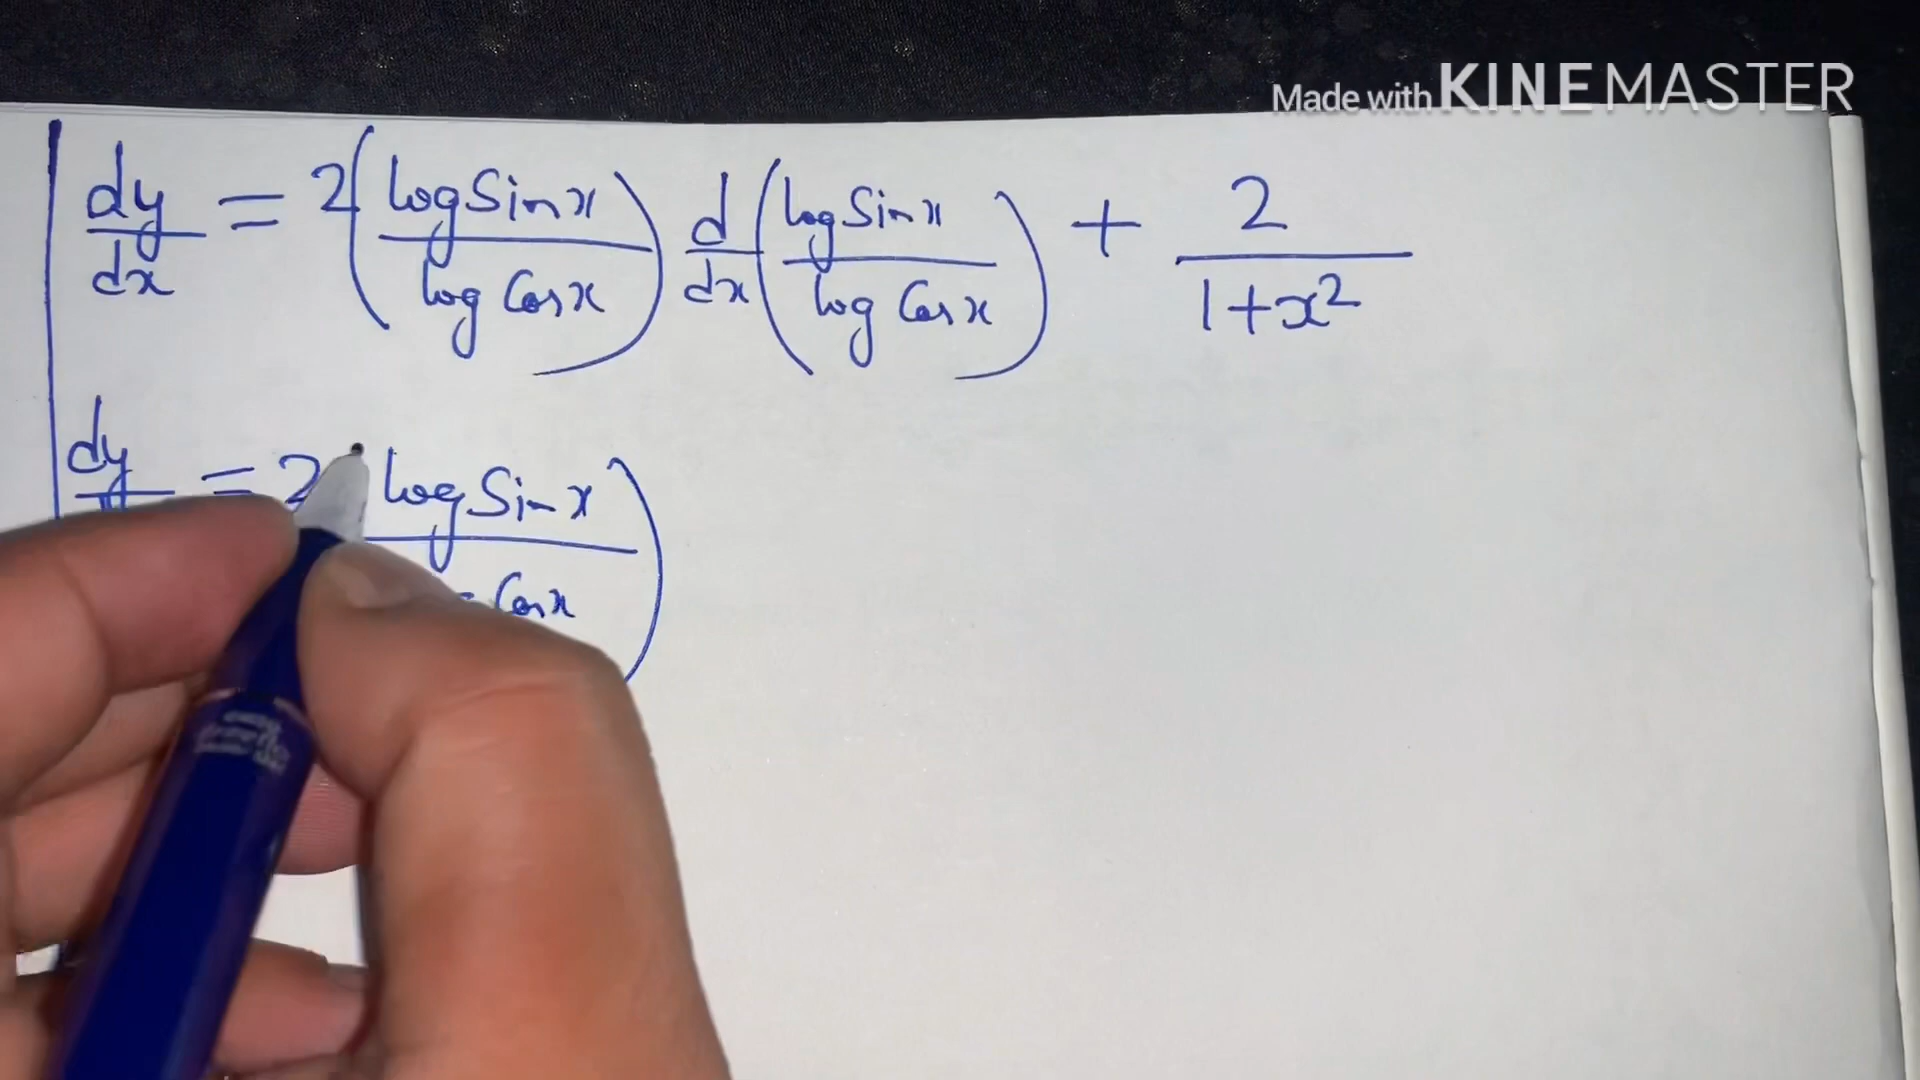 Made with KINEMASTER
dy/dx = 2(log Sin x / log Cos x) d/dx (log Sin x / log Cos x) + 2 / 1+x²
dy = 2 log Sin x / Cos x)